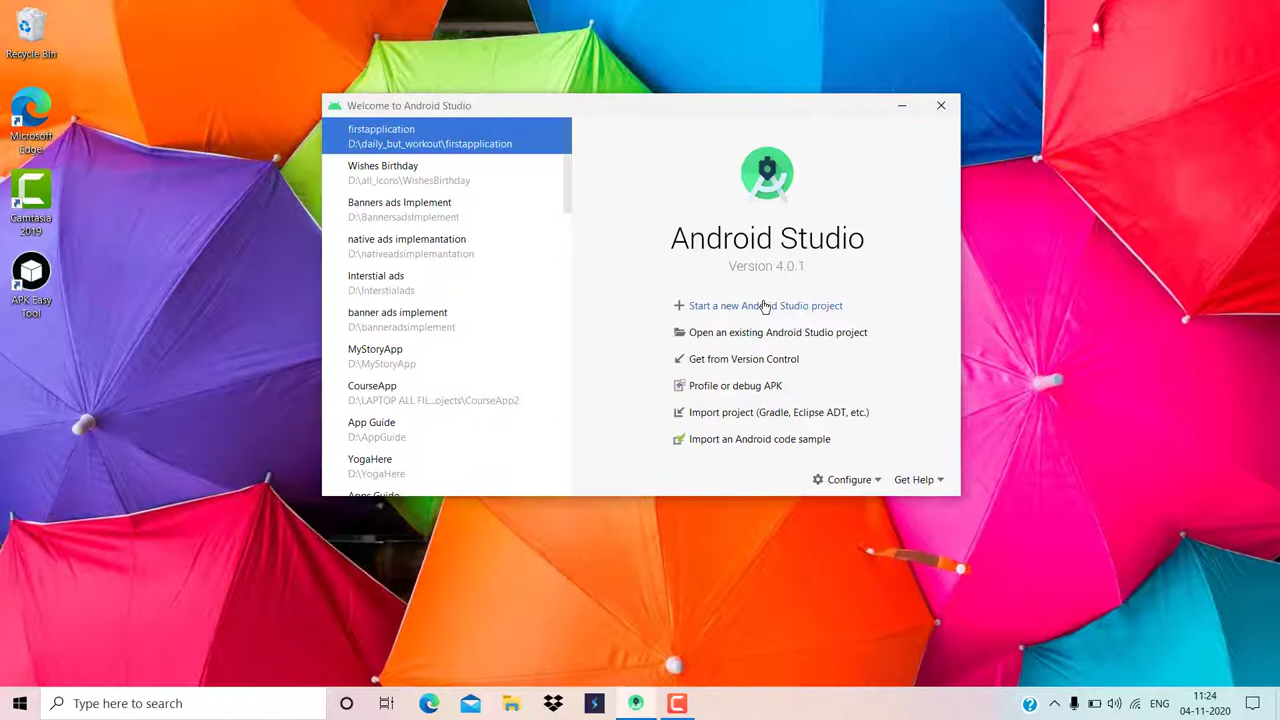 Recycle Bin
Microsoft
Edge
Camtasia
2019
APK Easy
Tool
Welcome to Android Studio
firstapplication
D:\daily_but_workout\firstapplication
Wishes Birthday
D:\all_icons\WishesBirthday
Banners ads Implement
D:\BannersadsImplement
native ads implemantation
D:\nativeadsimplemantation
Interstial ads
D:\Interstialads
banner ads implement
D:\banneradsimplement
MyStoryApp
D:\MyStoryApp
CourseApp
D:\LAPTOP ALL FIL...ojects\CourseApp2
App Guide
D:\AppGuide
YogaHere
D:\YogaHere
Apps Guide
Android Studio
Version 4.0.1
Start a new Android Studio project
Open an existing Android Studio project
Get from Version Control
Profile or debug APK
Import project (Gradle, Eclipse ADT, etc.)
Import an Android code sample
Configure
Get Help
Type here to search
ENG
11:24
04-11-2020